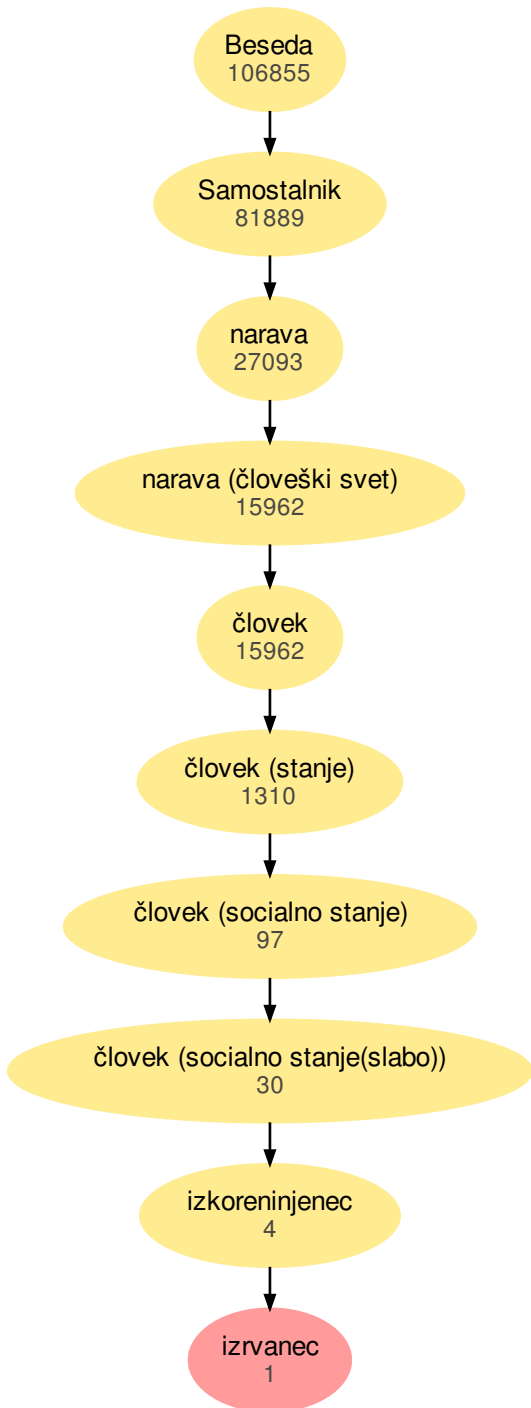 Beseda
106855
Samostalnik
81889
narava
27093
narava (človeški svet)
15962
človek
15962
človek (stanje)
1310
človek (socialno stanje)
97
človek (socialno stanje(slabo))
30
izkoreninjenec
4
izrvanec
1